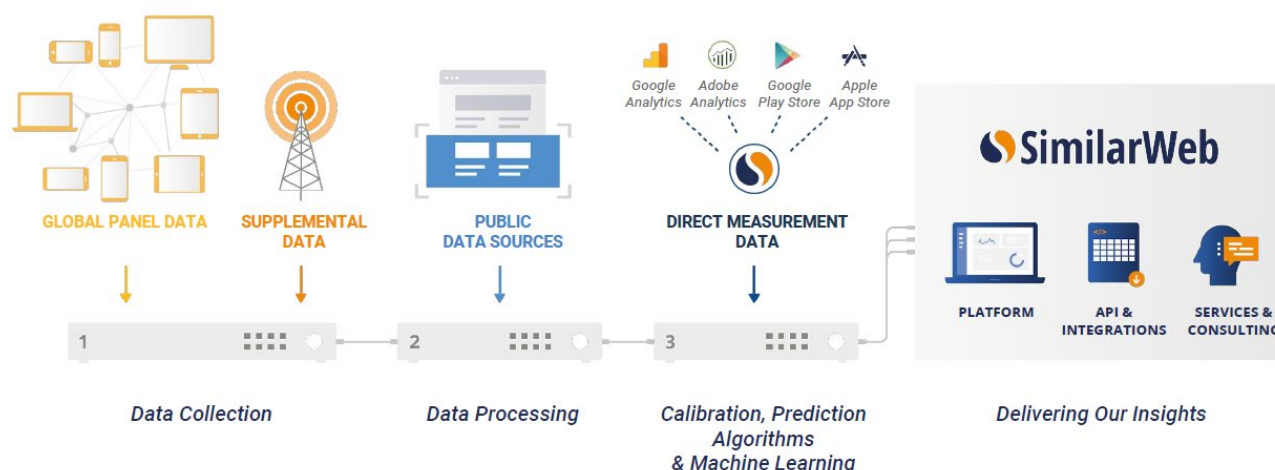 Google
Analytics
Adobe
Analytics
Google
Play Store
Apple
App Store
SimilarWeb
GLOBAL PANEL DATA
SUPPLEMENTAL
DATA
PUBLIC
DATA SOURCES
DIRECT MEASUREMENT
DATA
PLATFORM
API &
INTEGRATIONS
SERVICES &
CONSULTING
1
2
3
Data Collection
Data Processing
Calibration, Prediction
Algorithms
& Machine Learning
Delivering Our Insights